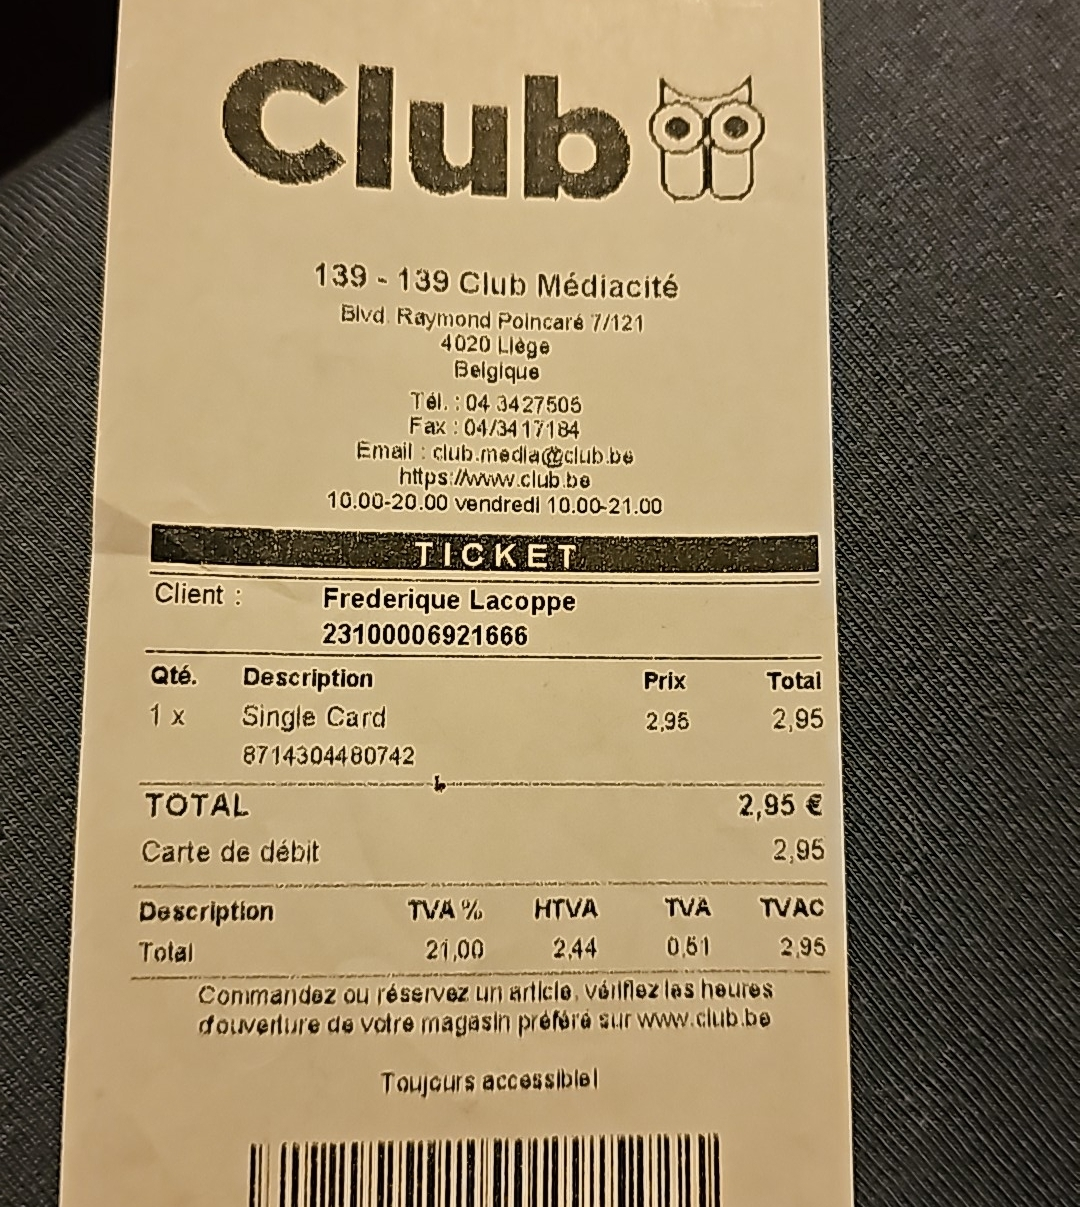 Club
139 - 139 Club Médiacité
Blvd. Raymond Poincaré 7/121
4020 Liège
Belgique
Tél. : 04 3427505
Fax : 04/3417184
Email : club.media@club.be
https://www.club.be
10.00-20.00 vendredi 10.00-21.00
TICKET
Client : Frederique Lacoppe
23100006921666
Qté. Description Prix Total
1 x Single Card 2,95 2,95
8714304480742
TOTAL 2,95 €
Carte de débit 2,95
Description TVA % HTVA TVA TVAC
Total 21,00 2,44 0,51 2,95
Commandez ou réservez un article, vérifiez les heures
d'ouverture de votre magasin préféré sur www.club.be
Toujours accessible!